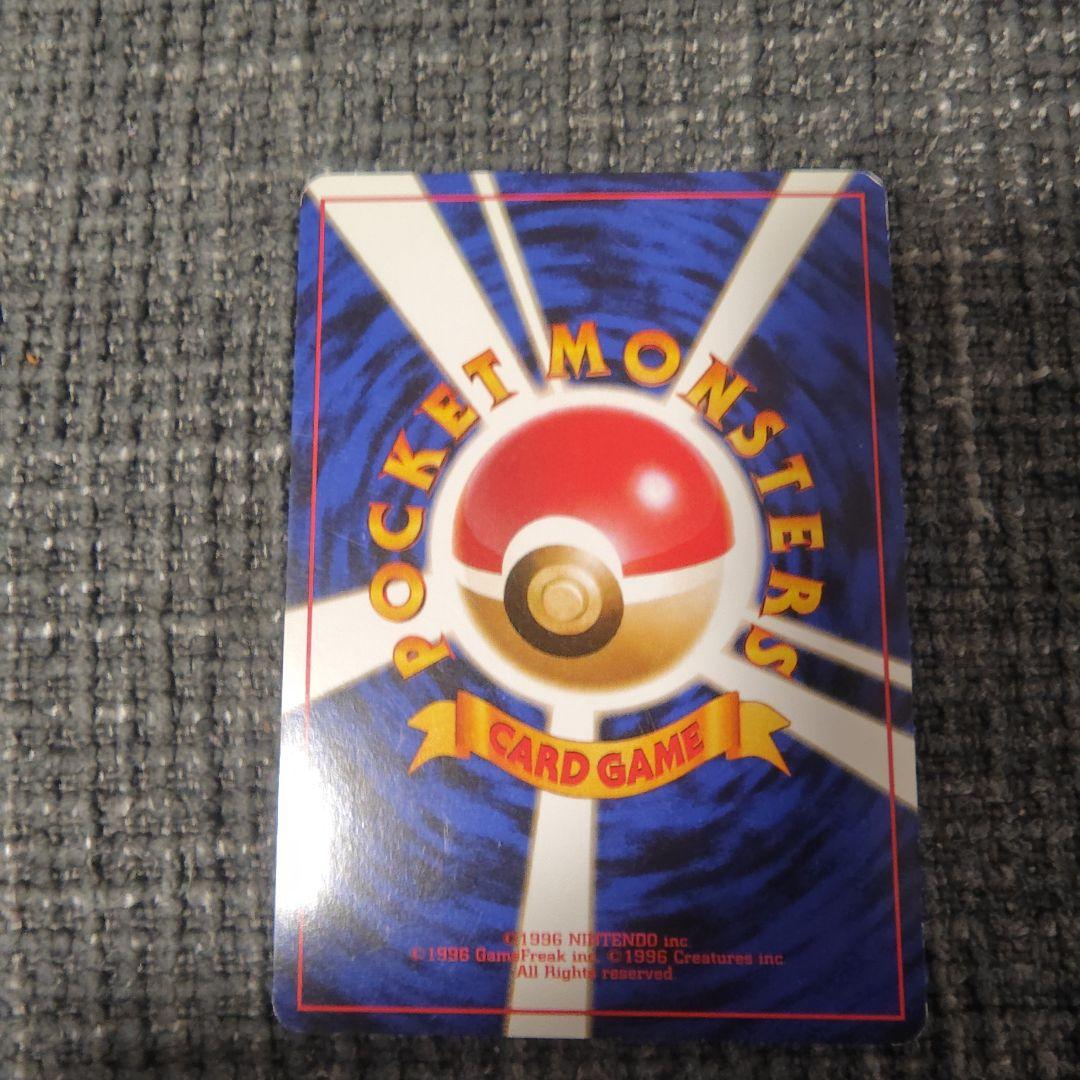 POCKET MONSTERS
CARD GAME
©1996 NINTENDO inc.
©1996 GameFreak inc. ©1996 Creatures inc.
All Rights reserved.